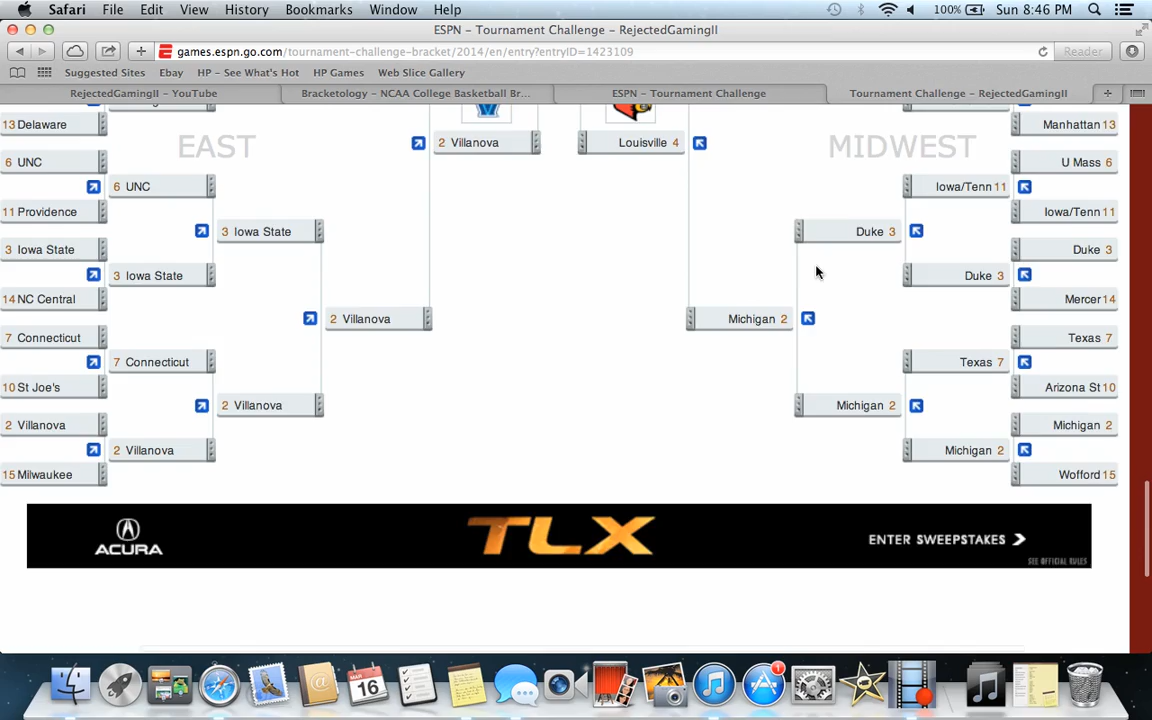 Safari File Edit View History Bookmarks Window Help 100% Sun 8:46 PM
ESPN - Tournament Challenge - RejectedGamingII
games.espn.go.com/tournament-challenge-bracket/2014/en/entry?entryID=1423109 Reader
Suggested Sites Ebay HP - See What's Hot HP Games Web Slice Gallery
RejectedGamingII - YouTube Bracketology - NCAA College Basketball Br... ESPN - Tournament Challenge Tournament Challenge - RejectedGamingII
13 Delaware Manhattan 13
2 Villanova Louisville 4
EAST MIDWEST
6 UNC U Mass 6
6 UNC Iowa/Tenn 11
11 Providence Iowa/Tenn 11
3 Iowa State Duke 3
3 Iowa State Duke 3
3 Iowa State Duke 3
14 NC Central Mercer 14
2 Villanova Michigan 2
7 Connecticut Texas 7
7 Connecticut Texas 7
10 St Joe's Arizona St 10
2 Villanova Michigan 2
2 Villanova Michigan 2
2 Villanova Michigan 2
15 Milwaukee Wofford 15
ACURA TLX ENTER SWEEPSTAKES
SEE OFFICIAL RULES
MAR
16
1